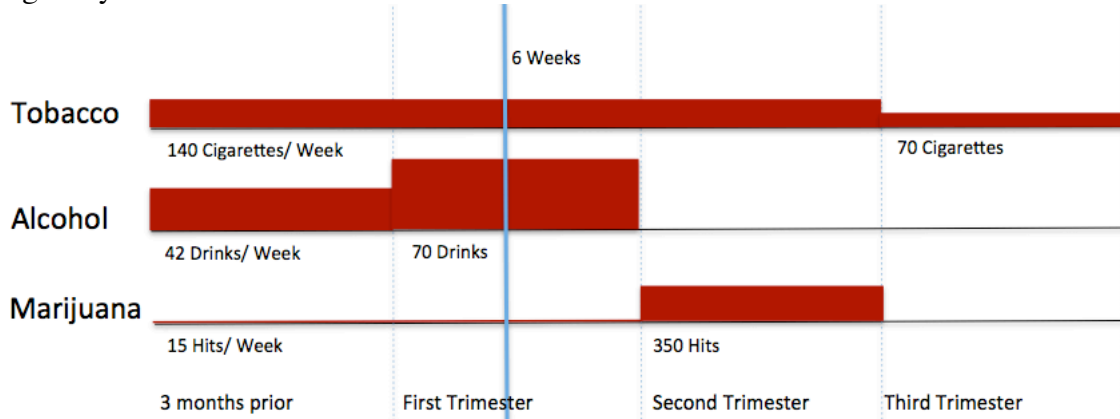 6 Weeks
Tobacco
140 Cigarettes/ Week
70 Cigarettes
Alcohol
42 Drinks/ Week
70 Drinks
Marijuana
15 Hits/ Week
350 Hits
3 months prior
First Trimester
Second Trimester
Third Trimester